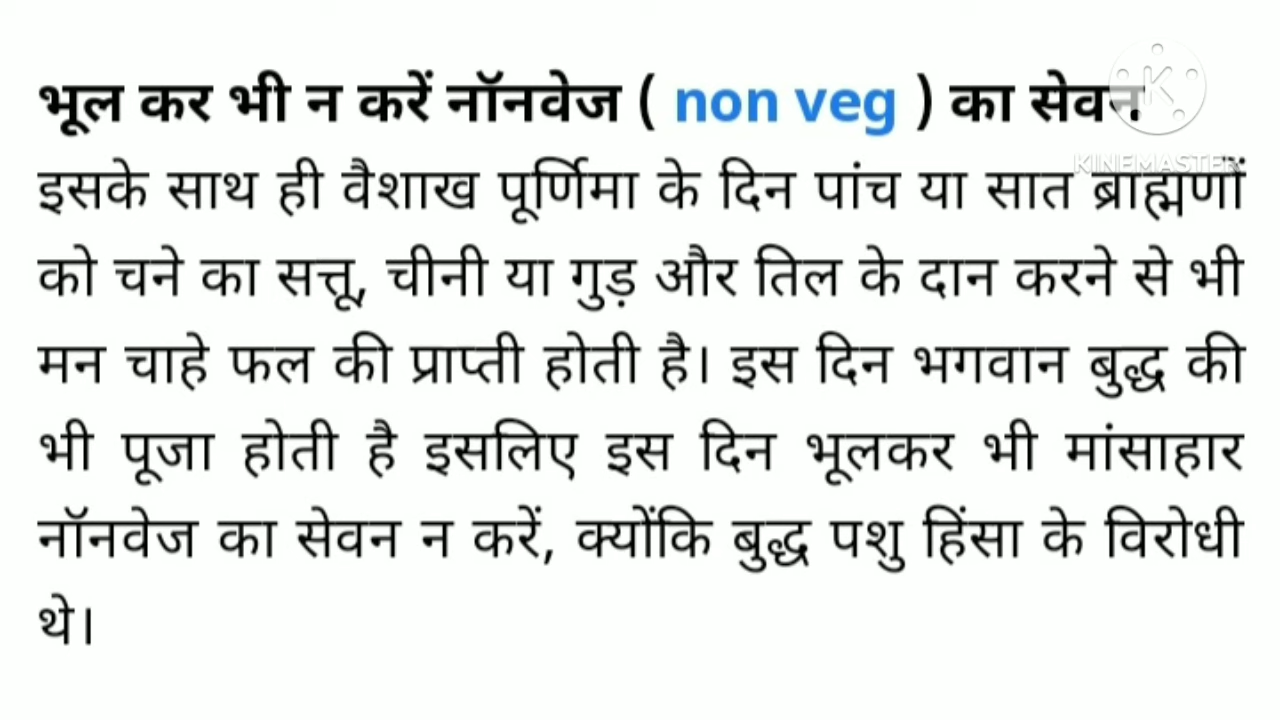 भूल कर भी न करें नॉनवेज ( non veg ) का सेवन
KINEMASTER
इसके साथ ही वैशाख पूर्णिमा के दिन पांच या सात ब्राह्मणों
को चने का सत्तू, चीनी या गुड़ और तिल के दान करने से भी
मन चाहे फल की प्राप्ती होती है। इस दिन भगवान बुद्ध की
भी पूजा होती है इसलिए इस दिन भूलकर भी मांसाहार
नॉनवेज का सेवन न करें, क्योंकि बुद्ध पशु हिंसा के विरोधी
थे।